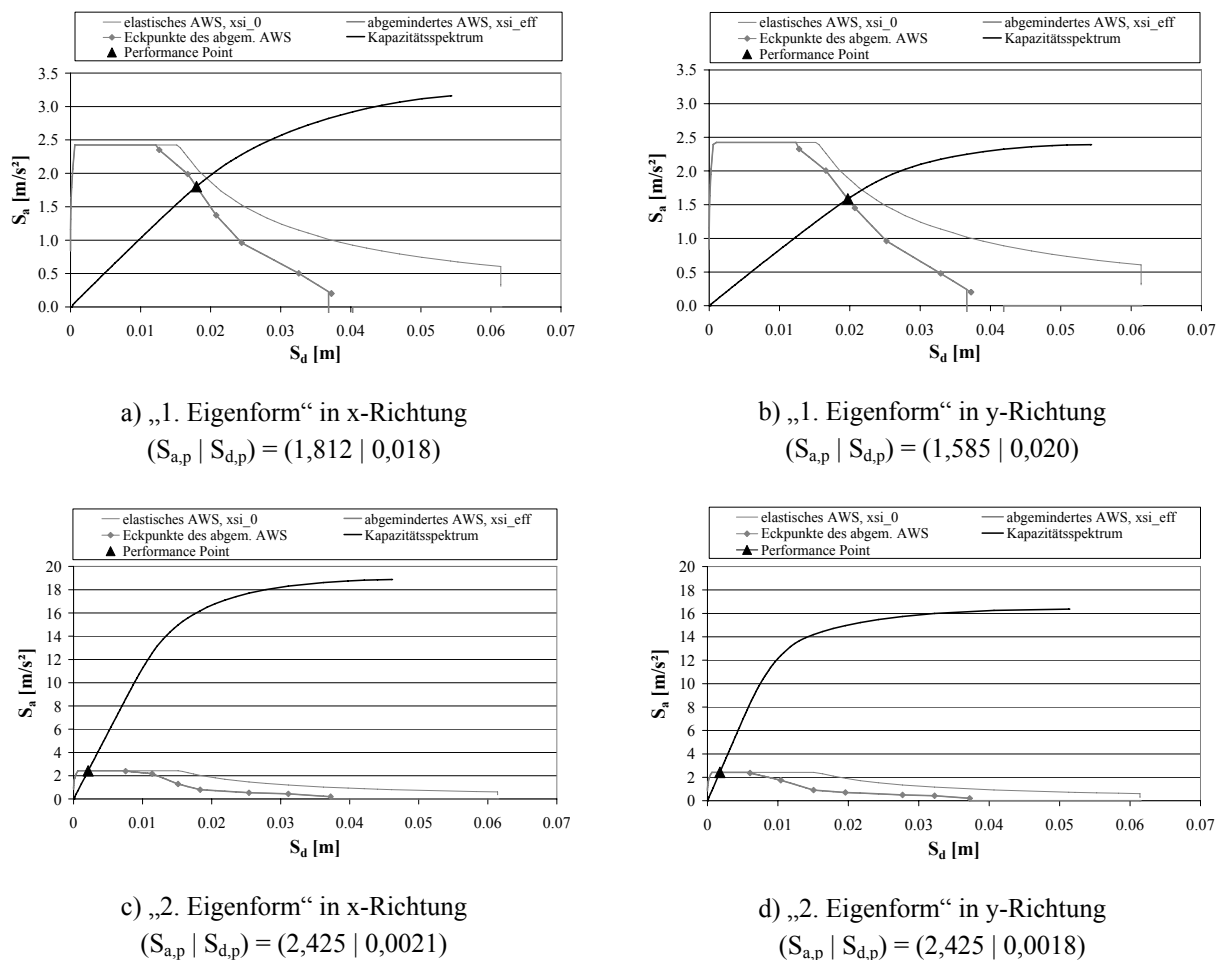 elastisches AWS, xsi_0
abgemindertes AWS, xsi_eff
Eckpunkte des abgem. AWS
Kapazitätsspektrum
Performance Point
3.5
3.0
2.5
2.0
1.5
1.0
0.5
0.0
Sa [m/s²]
0 0.01 0.02 0.03 0.04 0.05 0.06 0.07
Sd [m]
a) „1. Eigenform“ in x-Richtung
(Sa,p | Sd,p) = (1,812 | 0,018)
elastisches AWS, xsi_0
abgemindertes AWS, xsi_eff
Eckpunkte des abgem. AWS
Kapazitätsspektrum
Performance Point
3.5
3.0
2.5
2.0
1.5
1.0
0.5
0.0
Sa [m/s²]
0 0.01 0.02 0.03 0.04 0.05 0.06 0.07
Sd [m]
b) „1. Eigenform“ in y-Richtung
(Sa,p | Sd,p) = (1,585 | 0,020)
elastisches AWS, xsi_0
abgemindertes AWS, xsi_eff
Eckpunkte des abgem. AWS
Kapazitätsspektrum
Performance Point
20
18
16
14
12
10
8
6
4
2
0
Sa [m/s²]
0 0.01 0.02 0.03 0.04 0.05 0.06 0.07
Sd [m]
c) „2. Eigenform“ in x-Richtung
(Sa,p | Sd,p) = (2,425 | 0,0021)
elastisches AWS, xsi_0
abgemindertes AWS, xsi_eff
Eckpunkte des abgem. AWS
Kapazitätsspektrum
Performance Point
20
18
16
14
12
10
8
6
4
2
0
Sa [m/s²]
0 0.01 0.02 0.03 0.04 0.05 0.06 0.07
Sd [m]
d) „2. Eigenform“ in y-Richtung
(Sa,p | Sd,p) = (2,425 | 0,0018)